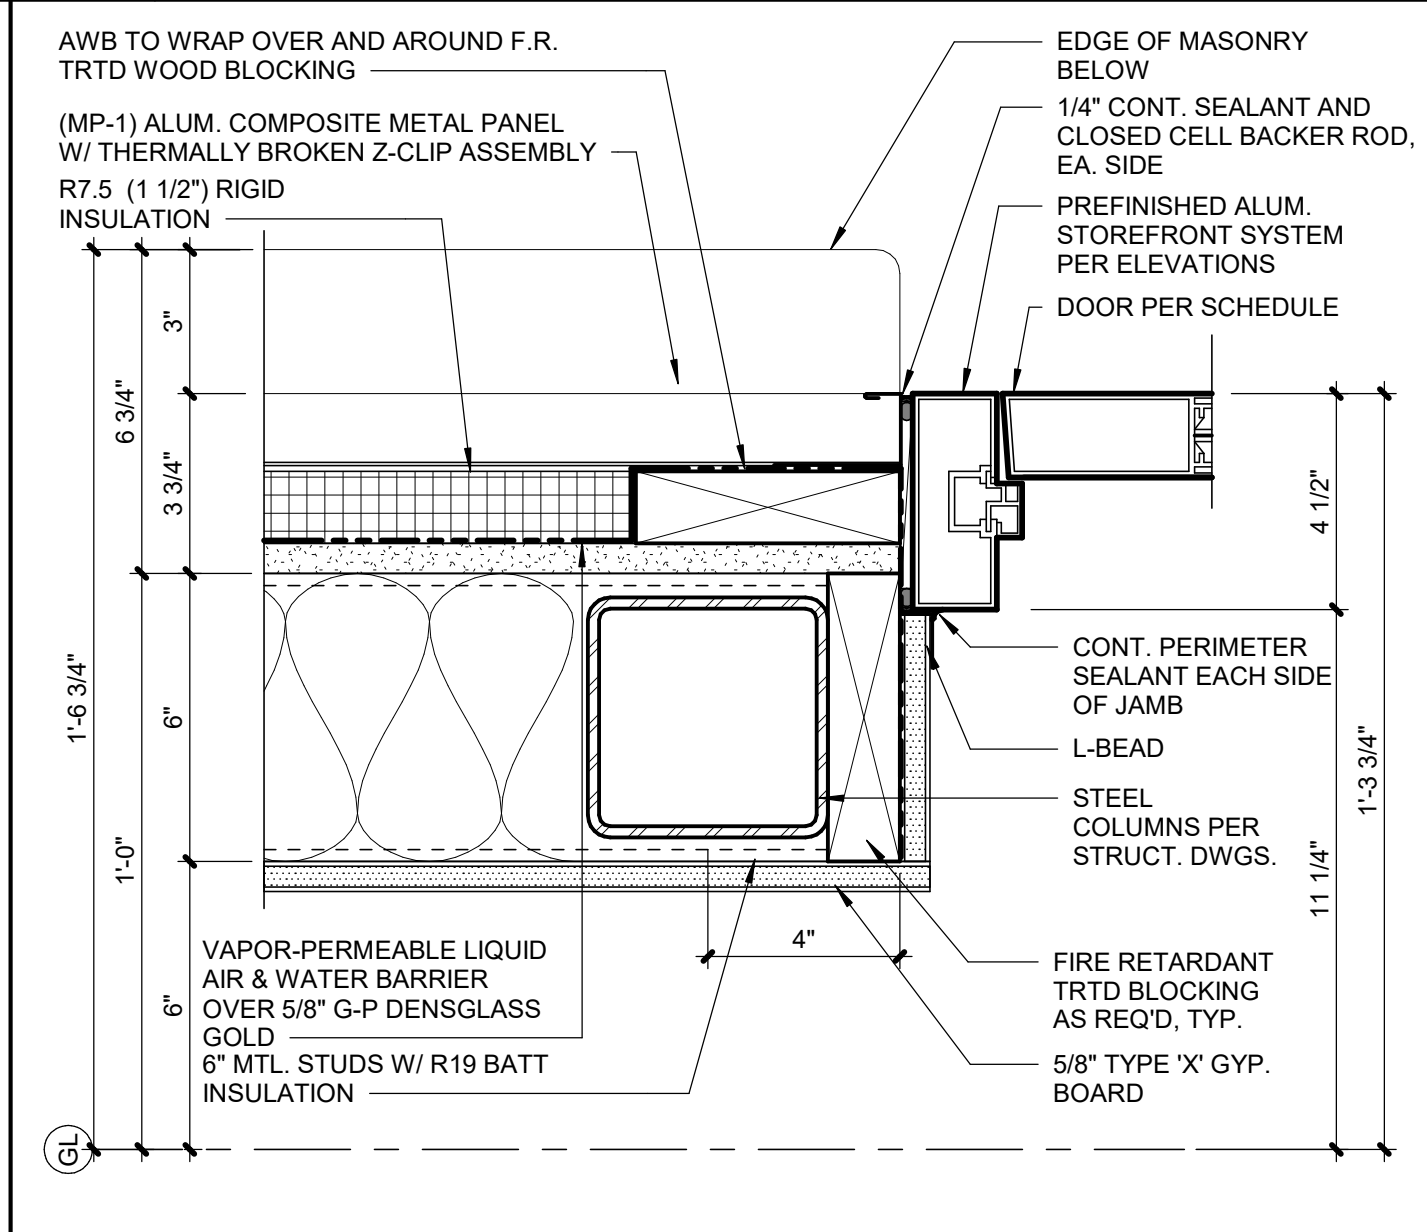 AWB TO WRAP OVER AND AROUND F.R.
TRTD WOOD BLOCKING
(MP-1) ALUM. COMPOSITE METAL PANEL
W/ THERMALLY BROKEN Z-CLIP ASSEMBLY
R7.5 (1 1/2") RIGID
INSULATION
EDGE OF MASONRY
BELOW
1/4" CONT. SEALANT AND
CLOSED CELL BACKER ROD,
EA. SIDE
PREFINISHED ALUM.
STOREFRONT SYSTEM
PER ELEVATIONS
DOOR PER SCHEDULE
3"
6 3/4"
3 3/4"
4 1/2"
1'-6 3/4"
6"
1'-0"
6"
CONT. PERIMETER
SEALANT EACH SIDE
OF JAMB
L-BEAD
STEEL
COLUMNS PER
STRUCT. DWGS.
1'-3 3/4"
11 1/4"
4"
VAPOR-PERMEABLE LIQUID
AIR & WATER BARRIER
OVER 5/8" G-P DENSGLASS
GOLD
6" MTL. STUDS W/ R19 BATT
INSULATION
FIRE RETARDANT
TRTD BLOCKING
AS REQ'D, TYP.
5/8" TYPE 'X' GYP.
BOARD
GL